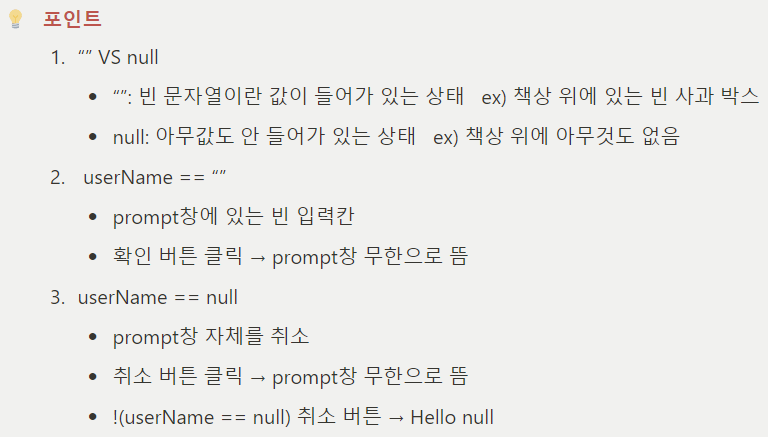 포인트
1. “” VS null
• “”: 빈 문자열이란 값이 들어가 있는 상태 ex) 책상 위에 있는 빈 사과 박스
• null: 아무값도 안 들어가 있는 상태 ex) 책상 위에 아무것도 없음
2. userName == “”
• prompt창에 있는 빈 입력칸
• 확인 버튼 클릭 → prompt창 무한으로 뜸
3. userName == null
• prompt창 자체를 취소
• 취소 버튼 클릭 → prompt창 무한으로 뜸
• !(userName == null) 취소 버튼 → Hello null